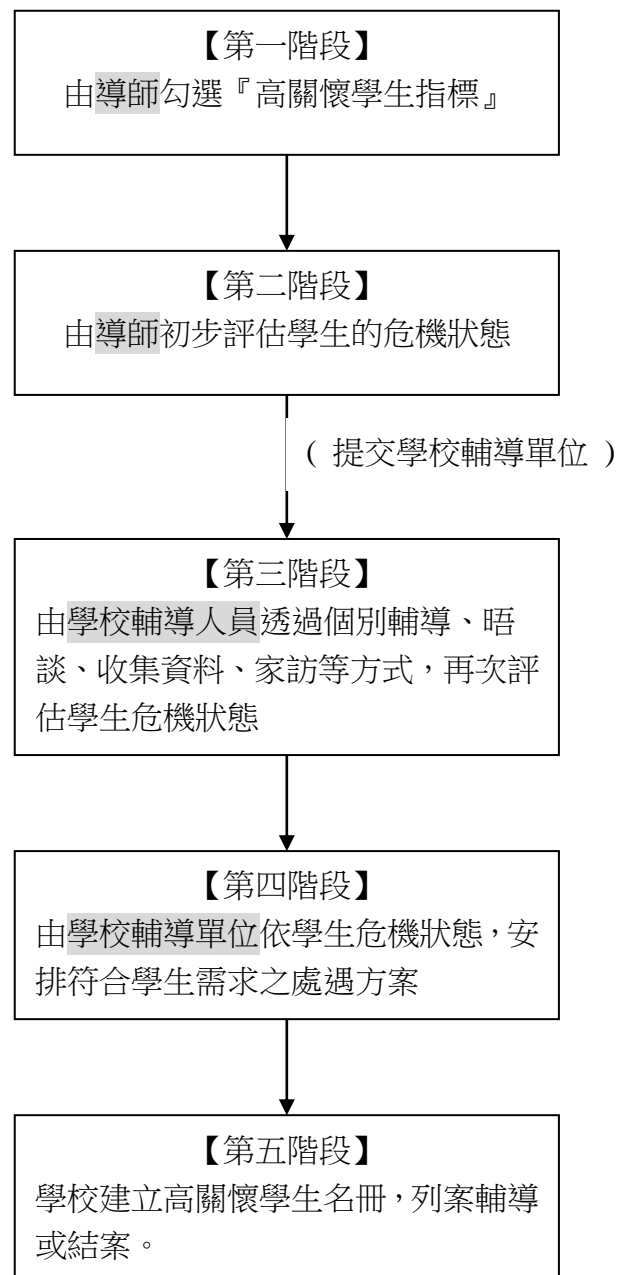 【第一階段】
由導師勾選『高關懷學生指標』
【第二階段】
由導師初步評估學生的危機狀態
( 提交學校輔導單位 )
【第三階段】
由學校輔導人員透過個別輔導、晤
談、收集資料、家訪等方式，再次評
估學生危機狀態
【第四階段】
由學校輔導單位依學生危機狀態，安
排符合學生需求之處遇方案
【第五階段】
學校建立高關懷學生名冊，列案輔導
或結案。